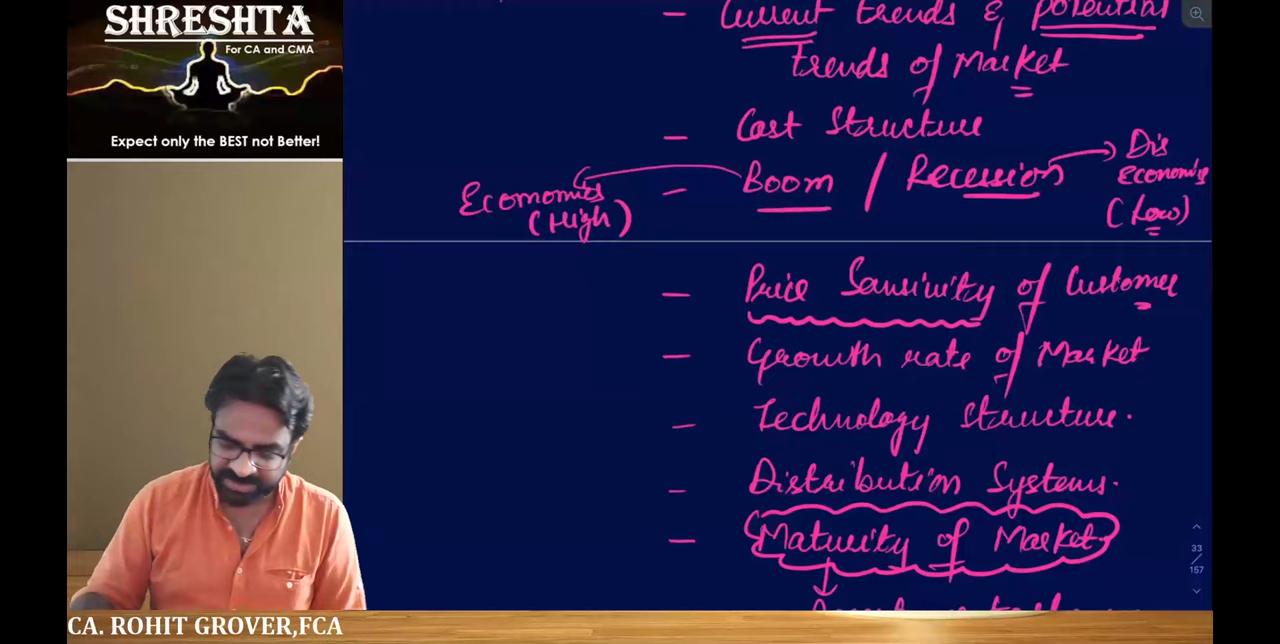 SHRESHTA
For CA and CMA
Expect only the BEST not Better!
- Current trends & potential
trends of Market
- Cost Structure
- Boom / Recession
Economies
(High)
Dis
economies
(Low)
- Price Sensitivity of Customer
- Growth rate of Market
- Technology Structure.
- Distribution Systems.
- Maturity of Market
33
/
157
CA. ROHIT GROVER,FCA